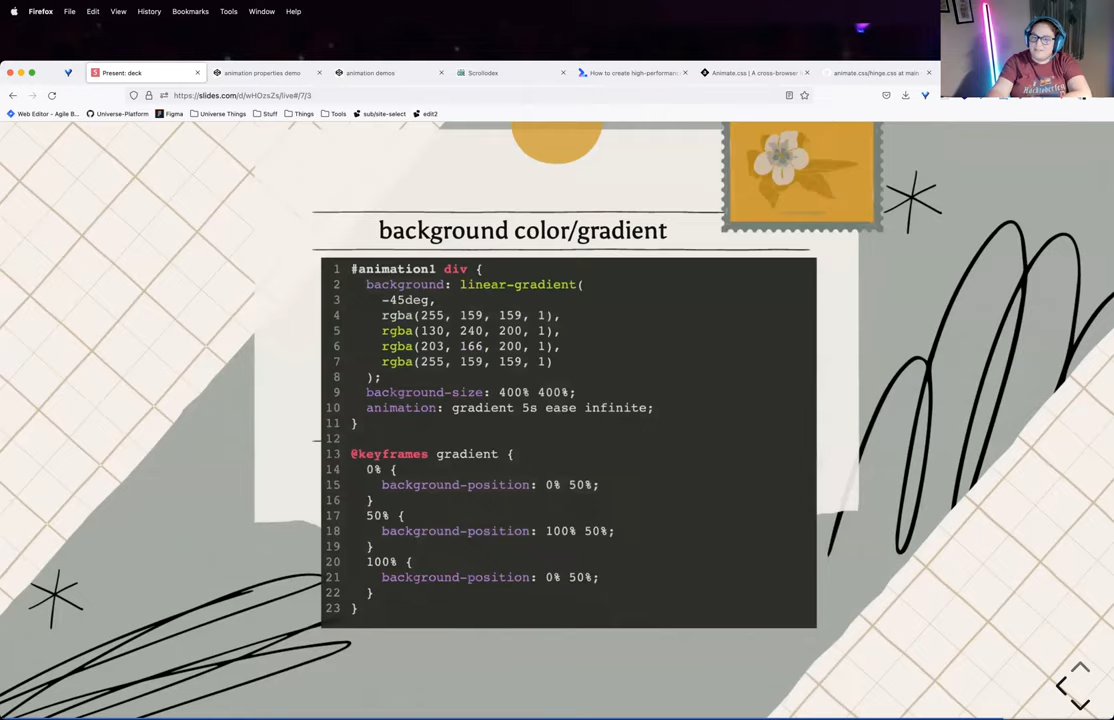 Firefox File Edit View History Bookmarks Tools Window Help
Present: deck
animation properties demo
animation demos
Scrollodex
How to create high-performanc
Animate.css | A cross-browser
animate.css/hinge.css at main
https://slides.com/d/wHOzsZs/live#/7/3
Web Editor - Agile B...
Universe-Platform
Figma
Universe Things
Stuff
Things
Tools
sub/site-select
edit2
background color/gradient
1 #animation1 div {
2 background: linear-gradient(
3 -45deg,
4 rgba(255, 159, 159, 1),
5 rgba(130, 240, 200, 1),
6 rgba(203, 166, 200, 1),
7 rgba(255, 159, 159, 1)
8 );
9 background-size: 400% 400%;
10 animation: gradient 5s ease infinite;
11 }
12
13 @keyframes gradient {
14 0% {
15 background-position: 0% 50%;
16 }
17 50% {
18 background-position: 100% 50%;
19 }
20 100% {
21 background-position: 0% 50%;
22 }
23 }